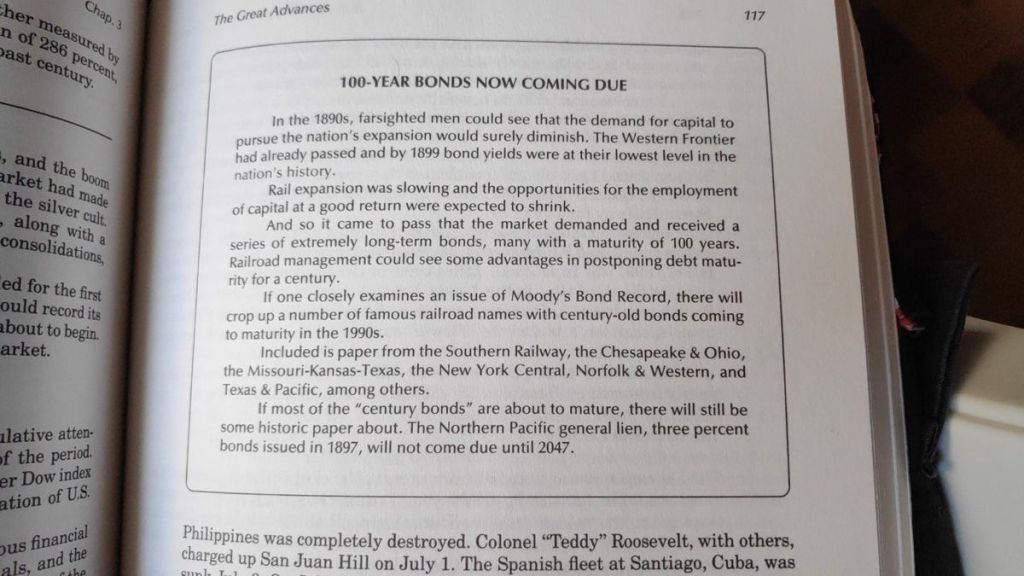 Chap. 3
her measured by
n of 286 percent,
past century.
, and the boom
arket had made
the silver cult.
, along with a
consolidations,
ed for the first
ould record its
about to begin.
arket.
ulative atten-
of the period.
er Dow index
ation of U.S.
ous financial
als, and the
The Great Advances
117
100-YEAR BONDS NOW COMING DUE
In the 1890s, farsighted men could see that the demand for capital to
pursue the nation's expansion would surely diminish. The Western Frontier
had already passed and by 1899 bond yields were at their lowest level in the
nation's history.
Rail expansion was slowing and the opportunities for the employment
of capital at a good return were expected to shrink.
And so it came to pass that the market demanded and received a
series of extremely long-term bonds, many with a maturity of 100 years.
Railroad management could see some advantages in postponing debt matu-
rity for a century.
If one closely examines an issue of Moody's Bond Record, there will
crop up a number of famous railroad names with century-old bonds coming
to maturity in the 1990s.
Included is paper from the Southern Railway, the Chesapeake & Ohio,
the Missouri-Kansas-Texas, the New York Central, Norfolk & Western, and
Texas & Pacific, among others.
If most of the "century bonds" are about to mature, there will still be
some historic paper about. The Northern Pacific general lien, three percent
bonds issued in 1897, will not come due until 2047.
Philippines was completely destroyed. Colonel "Teddy" Roosevelt, with others,
charged up San Juan Hill on July 1. The Spanish fleet at Santiago, Cuba, was